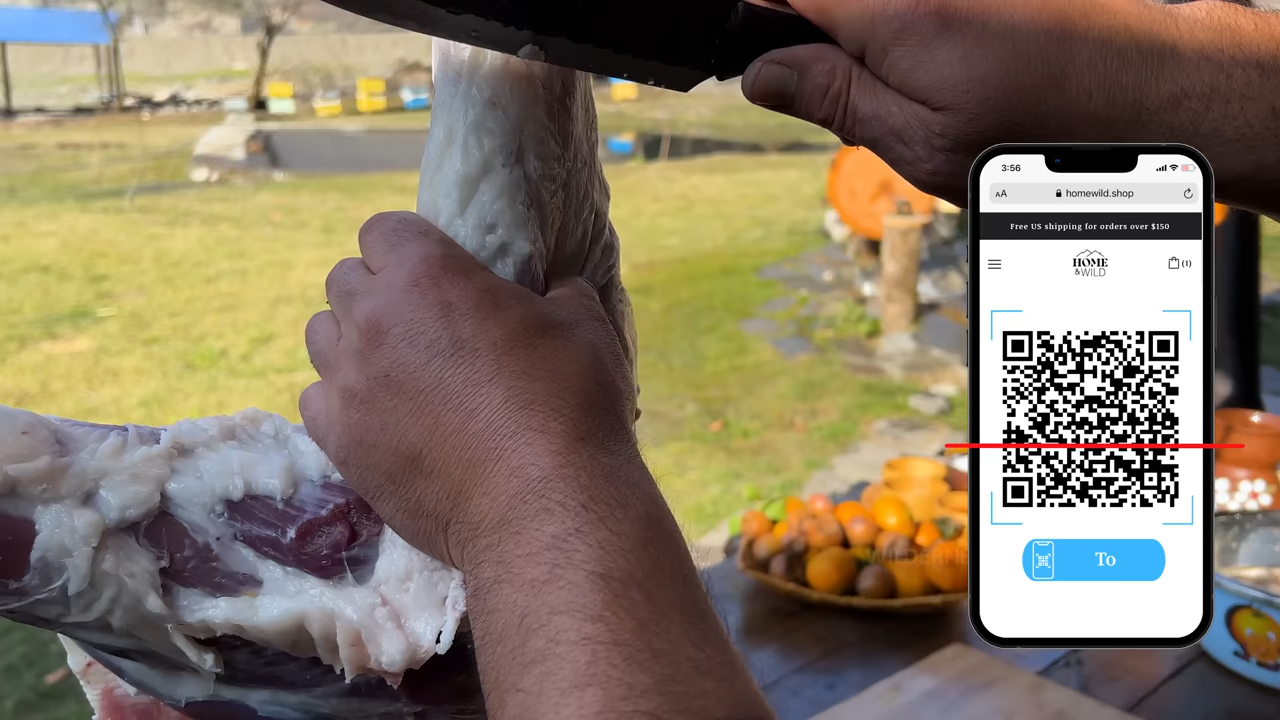 3:56
AA
homewild.shop
Free US shipping for orders over $150
HOME
&WILD
(1)
To